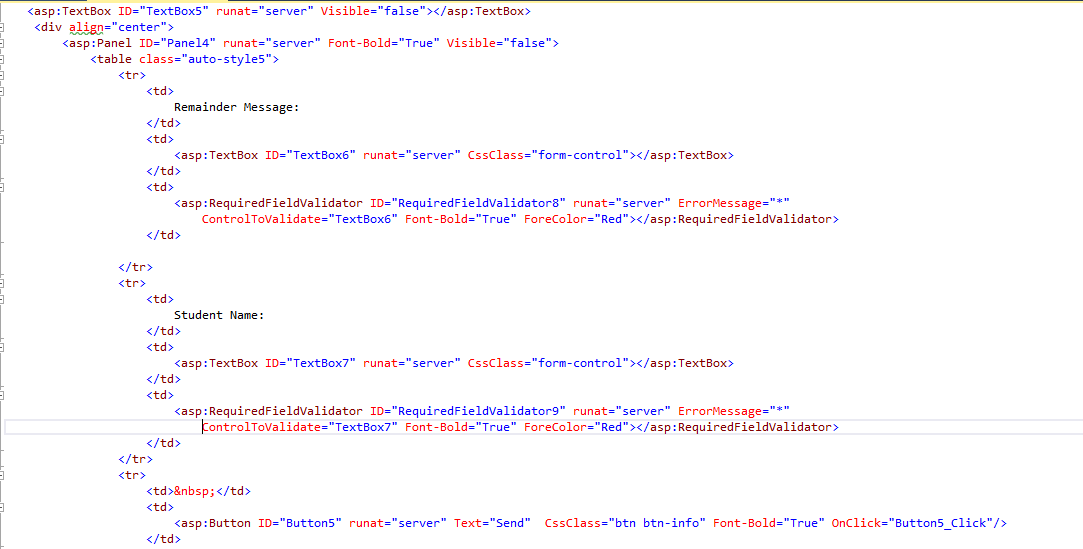 <asp:TextBox ID="TextBox5" runat="server" Visible="false"></asp:TextBox>
<div align="center">
<asp:Panel ID="Panel4" runat="server" Font-Bold="True" Visible="false">
<table class="auto-style5">
<tr>
<td>
Remainder Message:
</td>
<td>
<asp:TextBox ID="TextBox6" runat="server" CssClass="form-control"></asp:TextBox>
</td>
<td>
<asp:RequiredFieldValidator ID="RequiredFieldValidator8" runat="server" ErrorMessage="*"
ControlToValidate="TextBox6" Font-Bold="True" ForeColor="Red"></asp:RequiredFieldValidator>
</td>
</tr>
<tr>
<td>
Student Name:
</td>
<td>
<asp:TextBox ID="TextBox7" runat="server" CssClass="form-control"></asp:TextBox>
</td>
<td>
<asp:RequiredFieldValidator ID="RequiredFieldValidator9" runat="server" ErrorMessage="*"
ControlToValidate="TextBox7" Font-Bold="True" ForeColor="Red"></asp:RequiredFieldValidator>
</td>
</tr>
<tr>
<td>&nbsp;</td>
<td>
<asp:Button ID="Button5" runat="server" Text="Send"  CssClass="btn btn-info" Font-Bold="True" OnClick="Button5_Click"/>
</td>